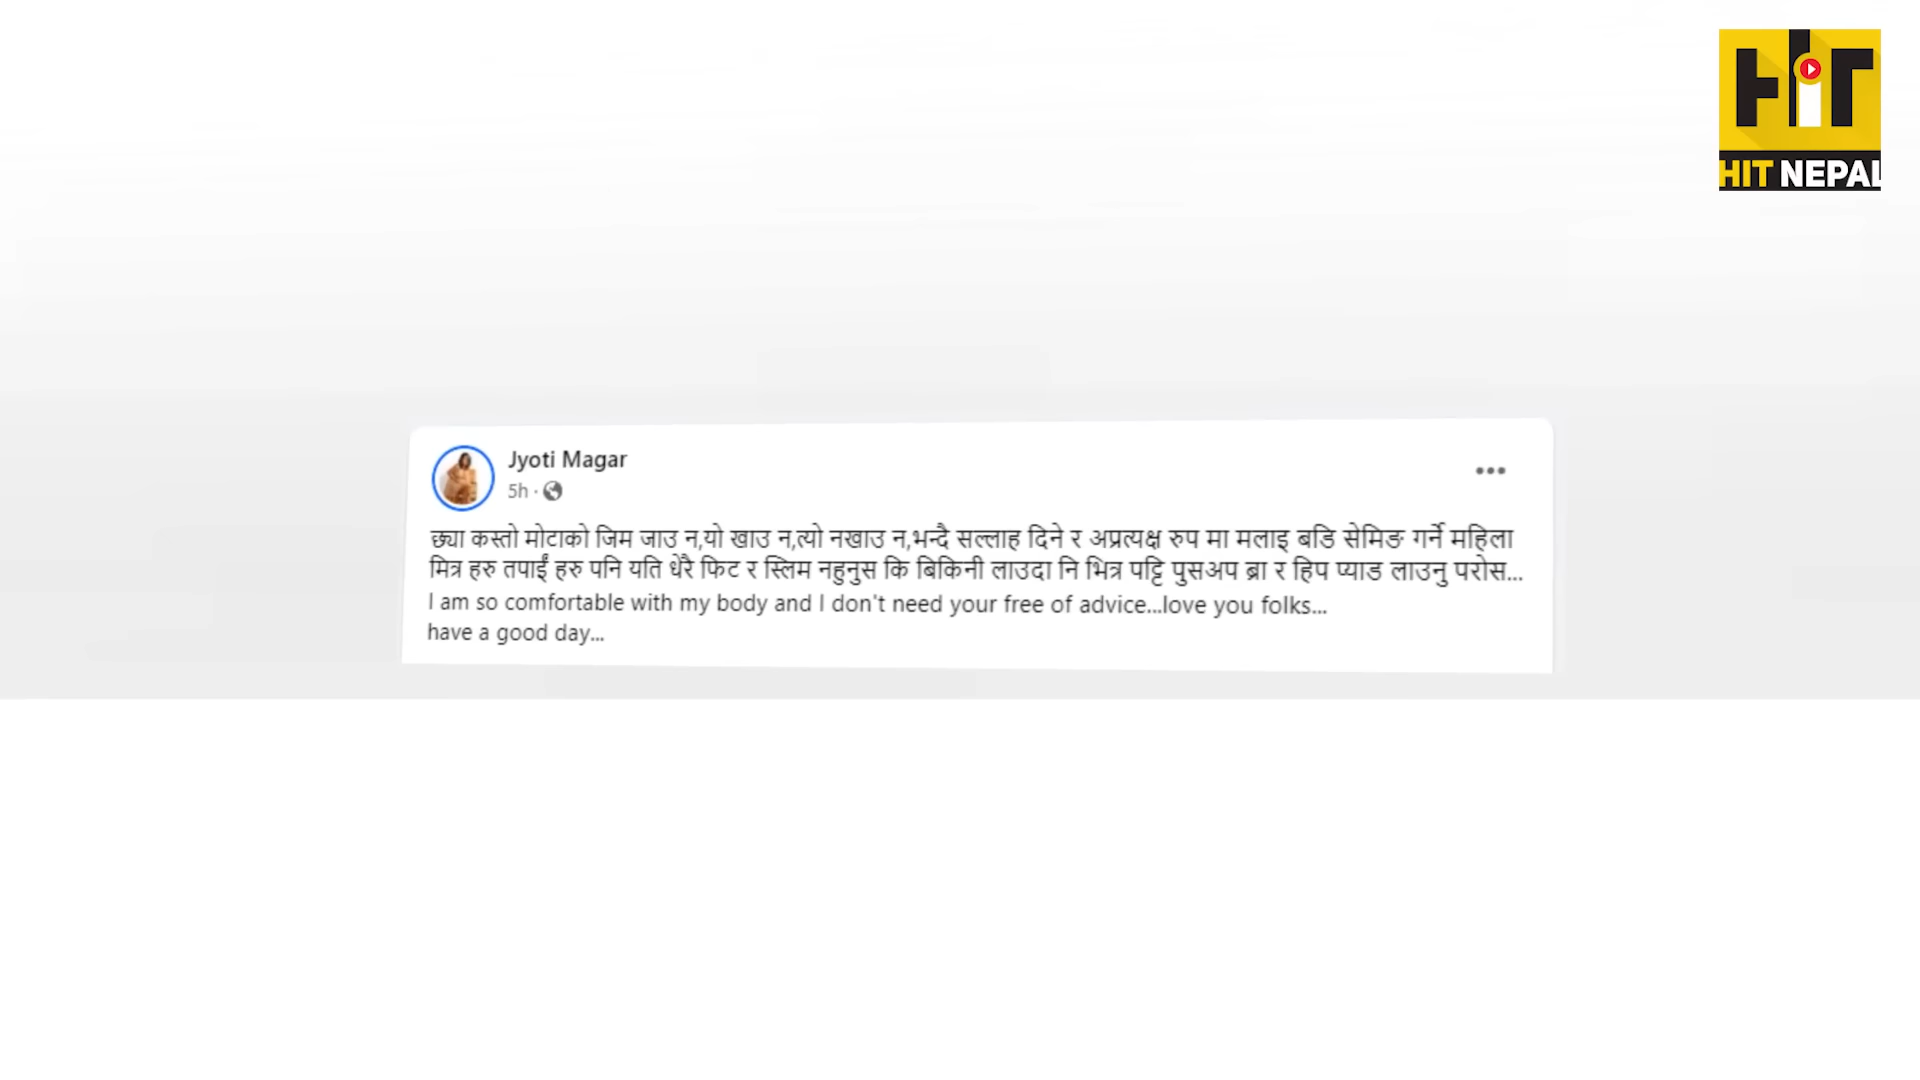 HIT
HIT NEPAL
Jyoti Magar
5h ·
छ्या कस्तो मोटाको जिम जाउ न,यो खाउ न,त्यो नखाउ न,भन्दै सल्लाह दिने र अप्रत्यक्ष रुप मा मलाइ बडि सेमिङ गर्ने महिला
मित्र हरु तपाईं हरु पनि यति धेरै फिट र स्लिम नहुनुस कि बिकिनी लाउदा नि भित्र पट्टि पुसअप ब्रा र हिप प्याड लाउनु परोस...
I am so comfortable with my body and I don't need your free of advice...love you folks...
have a good day...